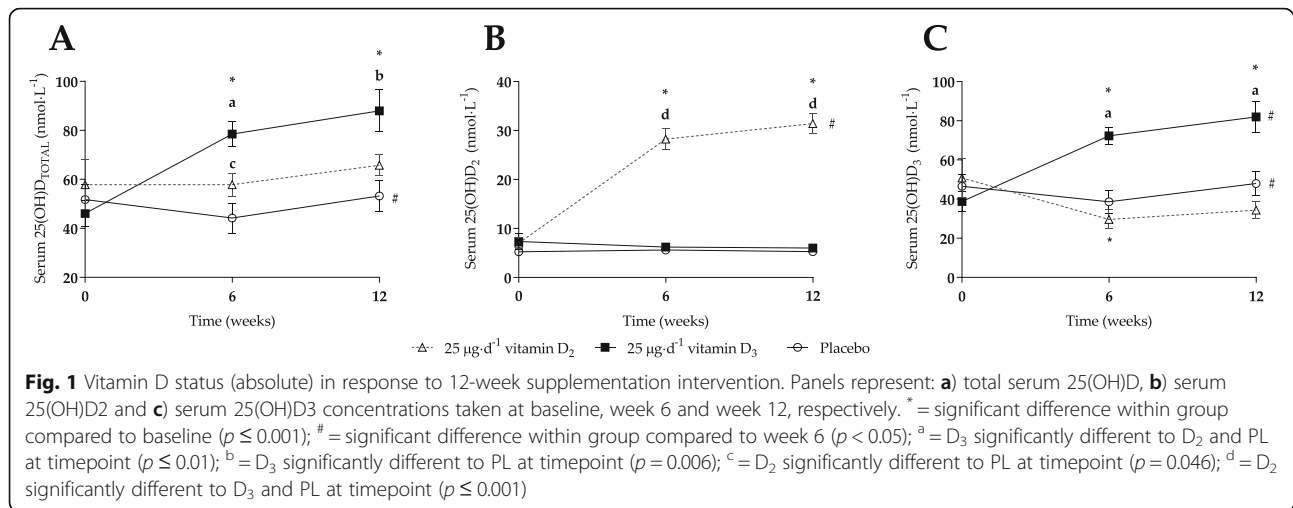 A
B
C
Serum 25(OH)D_TOTAL (nmol·L⁻¹)
100
80
60
40
20
*
a
c
*
b
#
0
6
12
Time (weeks)
Serum 25(OH)D₂ (nmol·L⁻¹)
40
30
20
10
0
*
d
*
d
#
0
6
12
Time (weeks)
Serum 25(OH)D₃ (nmol·L⁻¹)
100
80
60
40
20
0
*
a
*
*
a
#
#
0
6
12
Time (weeks)
25 µg·d⁻¹ vitamin D₂ 25 µg·d⁻¹ vitamin D₃ Placebo
Fig. 1 Vitamin D status (absolute) in response to 12-week supplementation intervention. Panels represent: a) total serum 25(OH)D, b) serum
25(OH)D2 and c) serum 25(OH)D3 concentrations taken at baseline, week 6 and week 12, respectively. * = significant difference within group
compared to baseline (p ≤ 0.001); # = significant difference within group compared to week 6 (p < 0.05); ᵃ = D₃ significantly different to D₂ and PL
at timepoint (p ≤ 0.01); ᵇ = D₃ significantly different to PL at timepoint (p = 0.006); ᶜ = D₂ significantly different to PL at timepoint (p = 0.046); ᵈ = D₂
significantly different to D₃ and PL at timepoint (p ≤ 0.001)